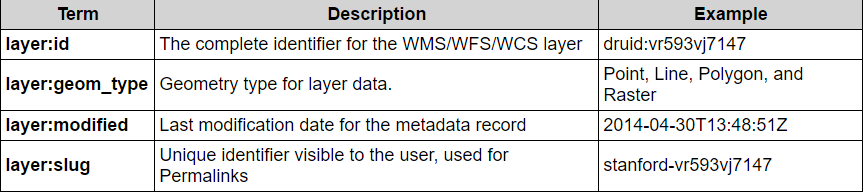 Term Description Example
layer:id The complete identifier for the WMS/WFS/WCS layer druid:vr593vj7147
layer:geom_type Geometry type for layer data. Point, Line, Polygon, and
Raster
layer:modified Last modification date for the metadata record 2014-04-30T13:48:51Z
layer:slug Unique identifier visible to the user, used for
Permalinks stanford-vr593vj7147